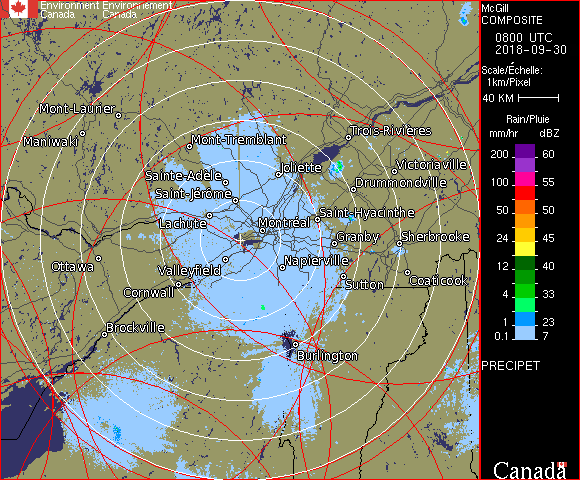 Environment Environnement
Canada Canada
McGill
COMPOSITE
0800 UTC
2018-09-30
Scale/Échelle:
1km/Pixel
40 KM
Rain/Pluie
mm/hr dBZ
200 60
100 55
50 50
24 45
12 40
4 33
1.1 23
0.1 7
PRECIPET
Canada
Mont-Laurier
Maniwaki
Mont-Tremblant
Trois-Rivières
Sainte-Adèle
Joliette
Victoriaville
Saint-Jérôme
Drummondville
Lachute
Saint-Hyacinthe
Montréal
Granby
Sherbrooke
Ottawa
Valleyfield
Napierville
Cornwall
Sutton
Coaticook
Brockville
Burlington